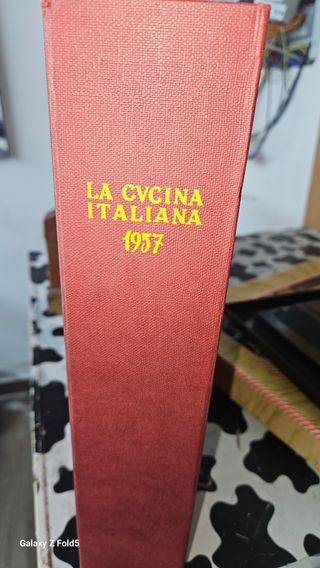 LA CVCINA
ITALIANA
1957
Galaxy Z Fold5